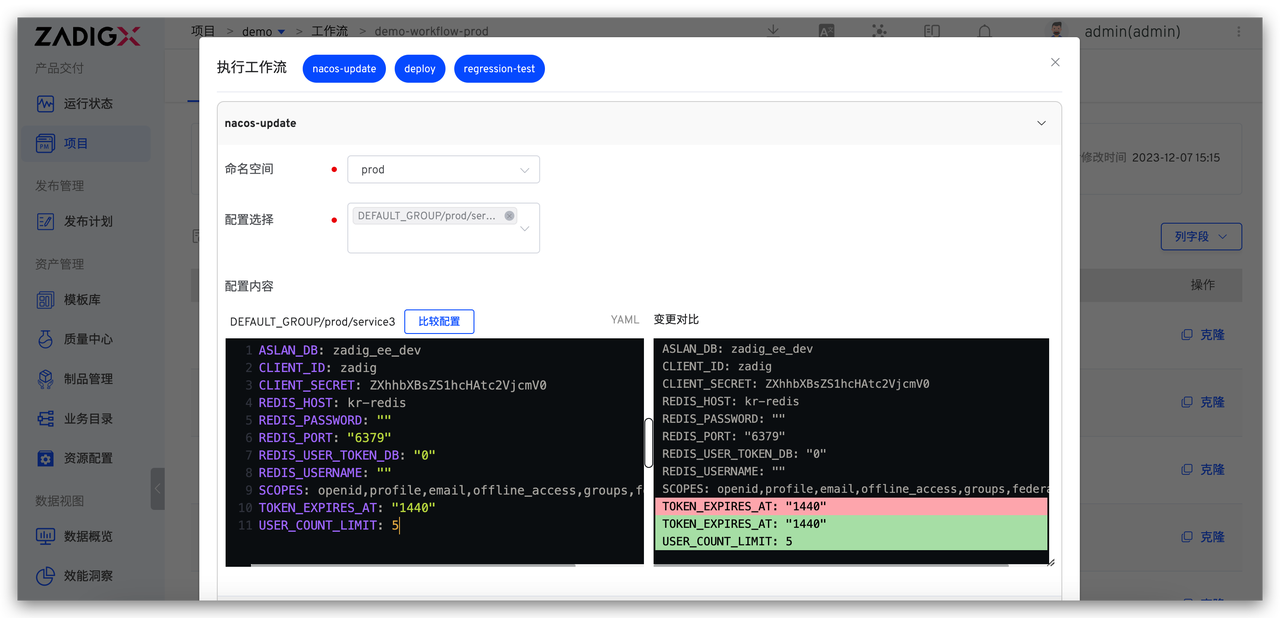 ZADIGX
项目 > demo > 工作流 > demo-workflow-prod
admin(admin)
产品交付
运行状态
项目
发布管理
发布计划
资产管理
模板库
质量中心
制品管理
业务目录
资源配置
数据视图
数据概览
效能洞察
执行工作流 nacos-update deploy regression-test
nacos-update
命名空间 prod
配置选择 DEFAULT_GROUP/prod/ser...
配置内容
DEFAULT_GROUP/prod/service3 比较配置 YAML
1 ASLAN_DB: zadig_ee_dev
2 CLIENT_ID: zadig
3 CLIENT_SECRET: ZXhhbXBsZS1hcHAtc2VjcmV0
4 REDIS_HOST: kr-redis
5 REDIS_PASSWORD: ""
6 REDIS_PORT: "6379"
7 REDIS_USER_TOKEN_DB: "0"
8 REDIS_USERNAME: ""
9 SCOPES: openid,profile,email,offline_access,groups,f
10 TOKEN_EXPIRES_AT: "1440"
11 USER_COUNT_LIMIT: 5
变更对比
ASLAN_DB: zadig_ee_dev
CLIENT_ID: zadig
CLIENT_SECRET: ZXhhbXBsZS1hcHAtc2VjcmV0
REDIS_HOST: kr-redis
REDIS_PASSWORD: ""
REDIS_PORT: "6379"
REDIS_USER_TOKEN_DB: "0"
REDIS_USERNAME: ""
SCOPES: openid,profile,email,offline_access,groups,federa
TOKEN_EXPIRES_AT: "1440"
TOKEN_EXPIRES_AT: "1440"
USER_COUNT_LIMIT: 5
修改时间 2023-12-07 15:15
列字段
操作
克隆
克隆
克隆
克隆